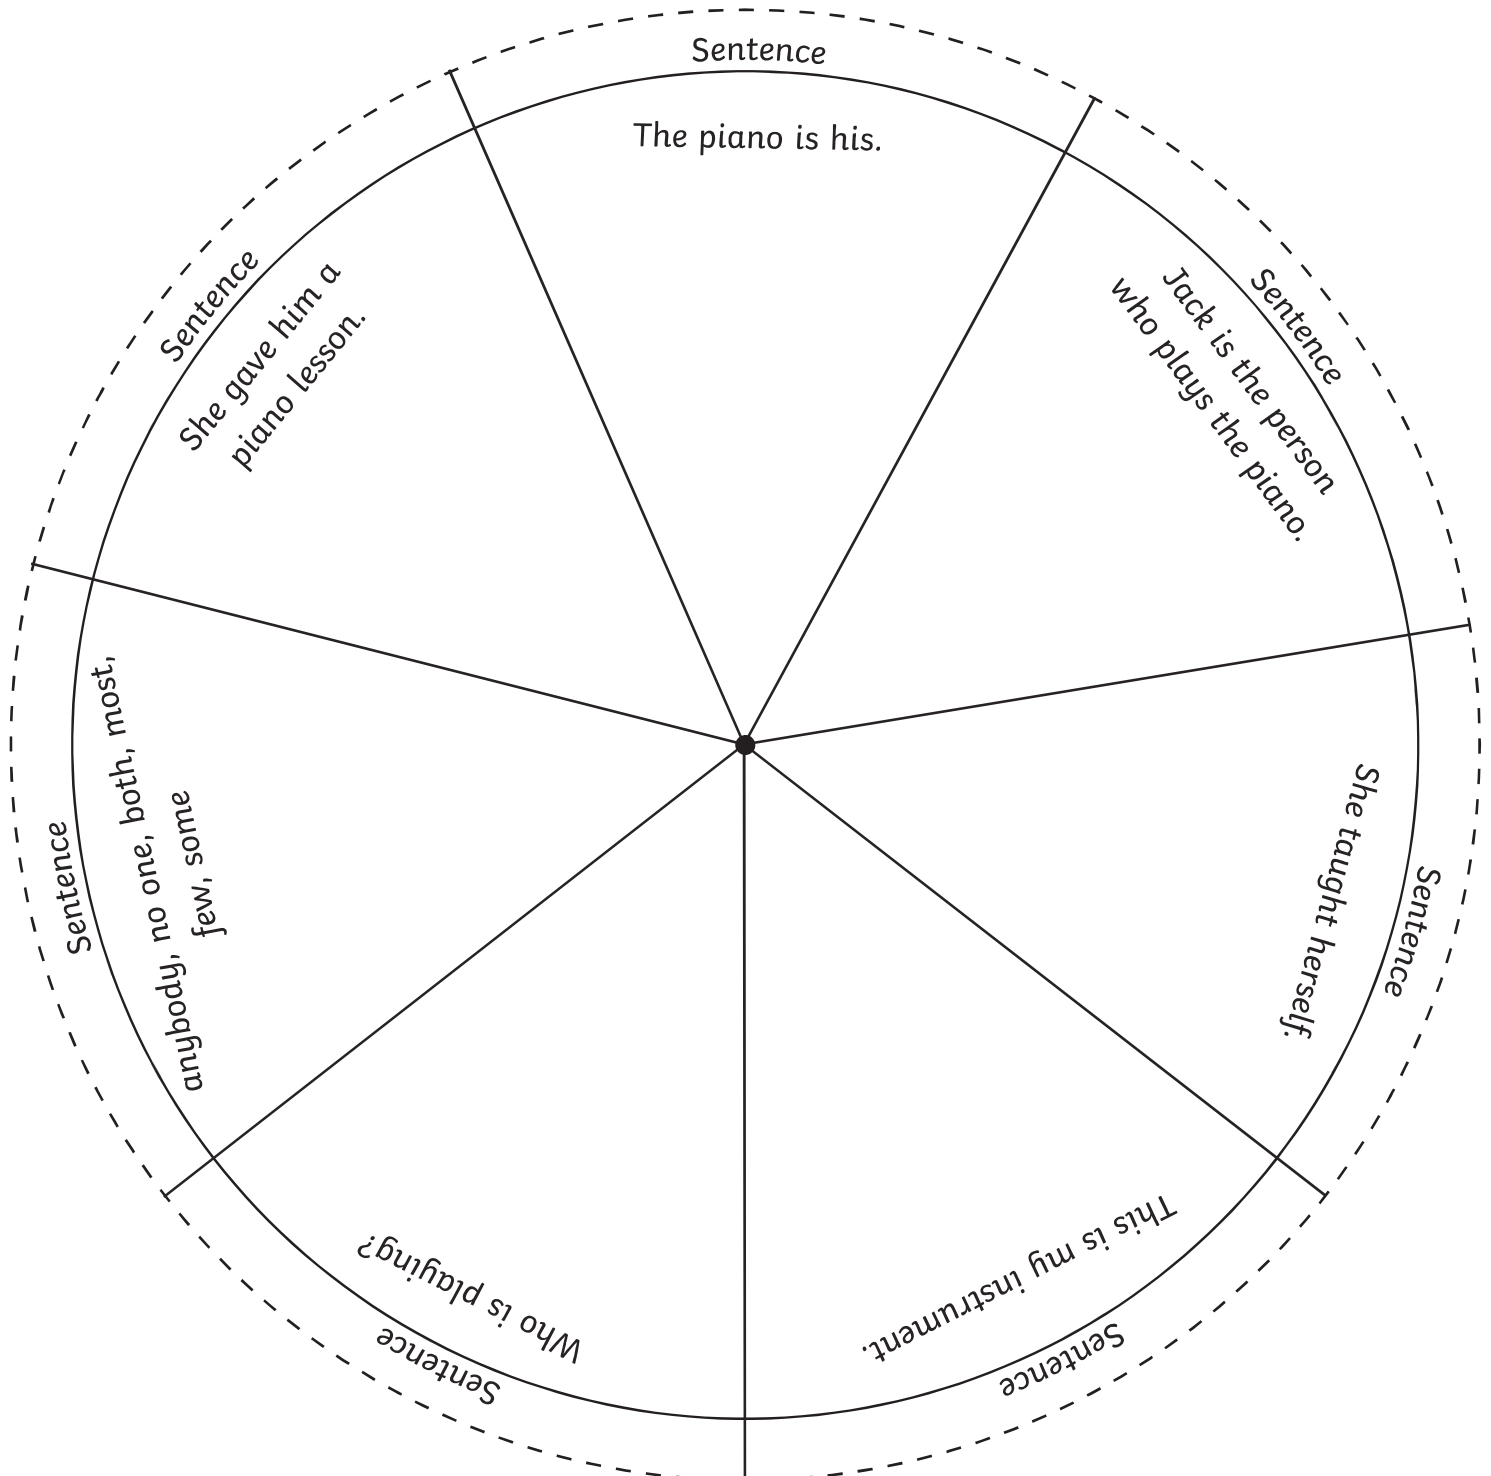 Sentence
The piano is his.
Sentence
Jack is the person
who plays the piano.
Sentence
She taught herself.
Sentence
This is my instrument.
Sentence
Who is playing?
Sentence
anybody, no one, both, most,
few, some
Sentence
She gave him a
piano lesson.